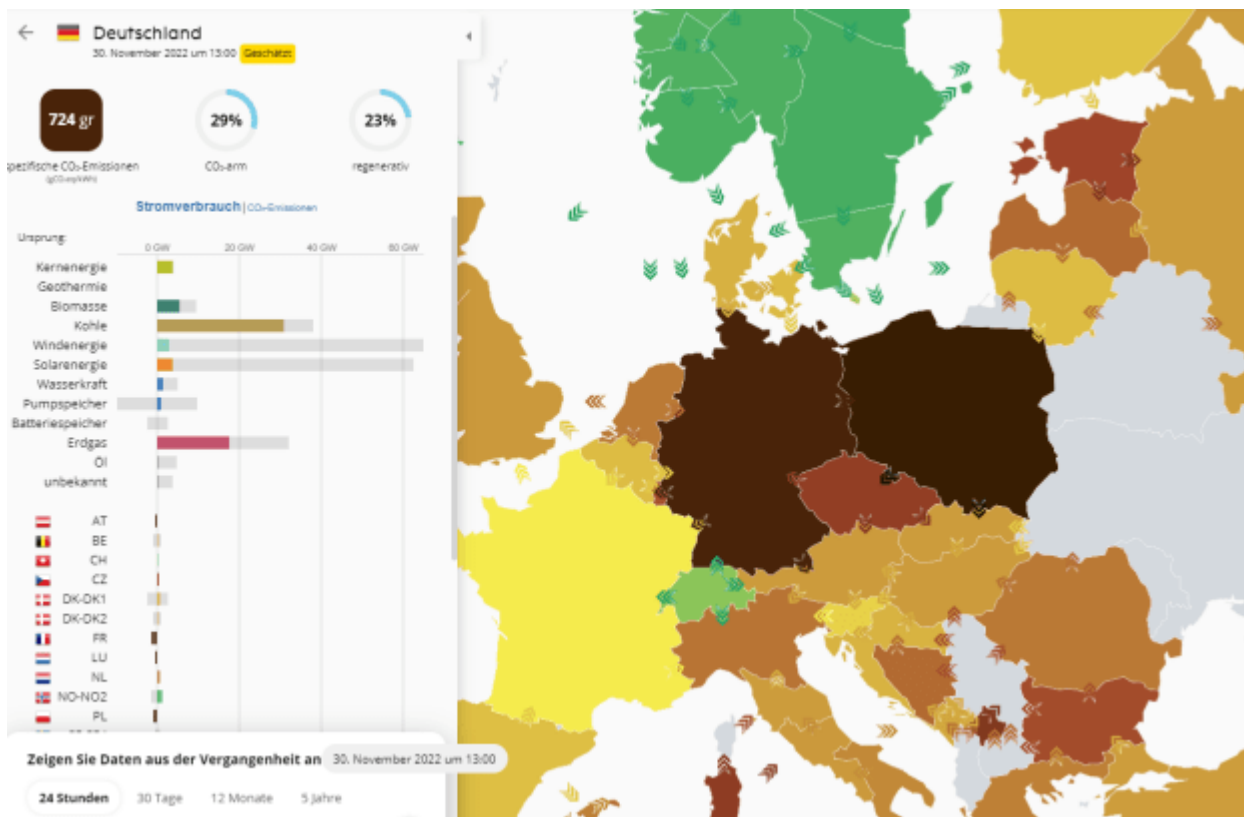 Deutschland
30. November 2022 um 13:00 Geschätzt
724 gr
29%
23%
spezifische CO₂-Emissionen
(gCO₂eq/kWh)
CO₂-arm
regenerativ
Stromverbrauch | CO₂-Emissionen
Ursprung:
0 GW 20 GW 40 GW 60 GW
Kernenergie
Geothermie
Biomasse
Kohle
Windenergie
Solarenergie
Wasserkraft
Pumpspeicher
Batteriespeicher
Erdgas
Öl
unbekannt
AT
BE
CH
CZ
DK-DK1
DK-DK2
FR
LU
NL
NO-NO2
PL
Zeigen Sie Daten aus der Vergangenheit an 30. November 2022 um 13:00
24 Stunden 30 Tage 12 Monate 5 Jahre